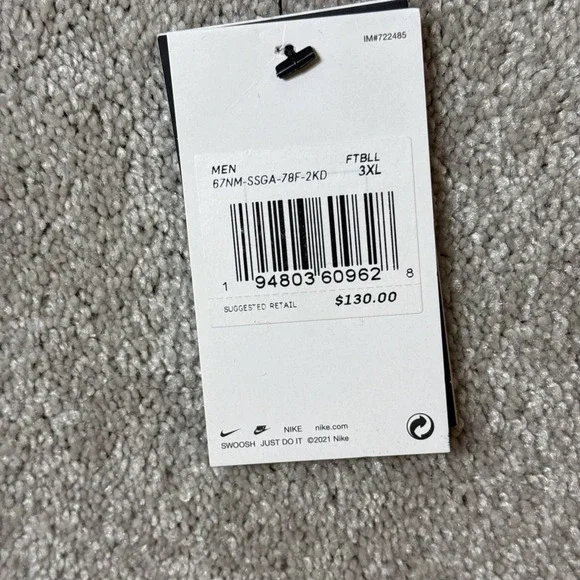 IM#722485
MEN FTBLL
67NM-SSGA-78F-2KD 3XL
1 94803 60962 8
SUGGESTED RETAIL $130.00
NIKE nike.com
SWOOSH JUST DO IT ©2021 Nike